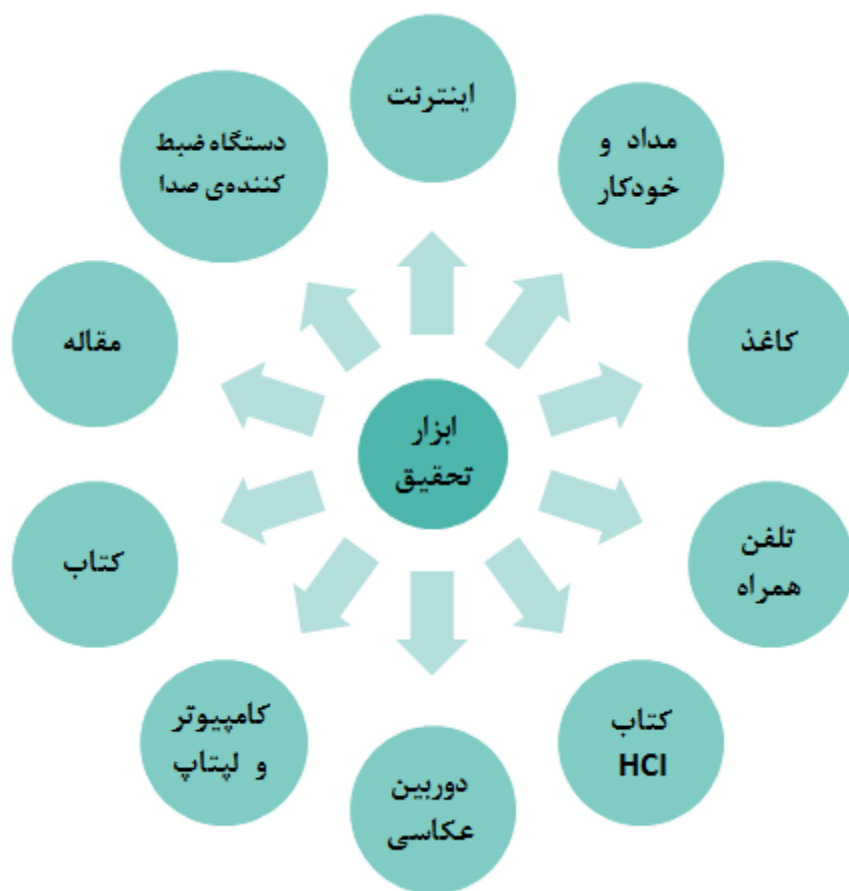 ابزار
تحقیق
اینترنت
مداد و
خودکار
کاغذ
تلفن
همراه
کتاب
HCI
دوربین
عکاسی
کامپیوتر
و لپتاپ
کتاب
مقاله
دستگاه ضبط
کننده‌ی صدا